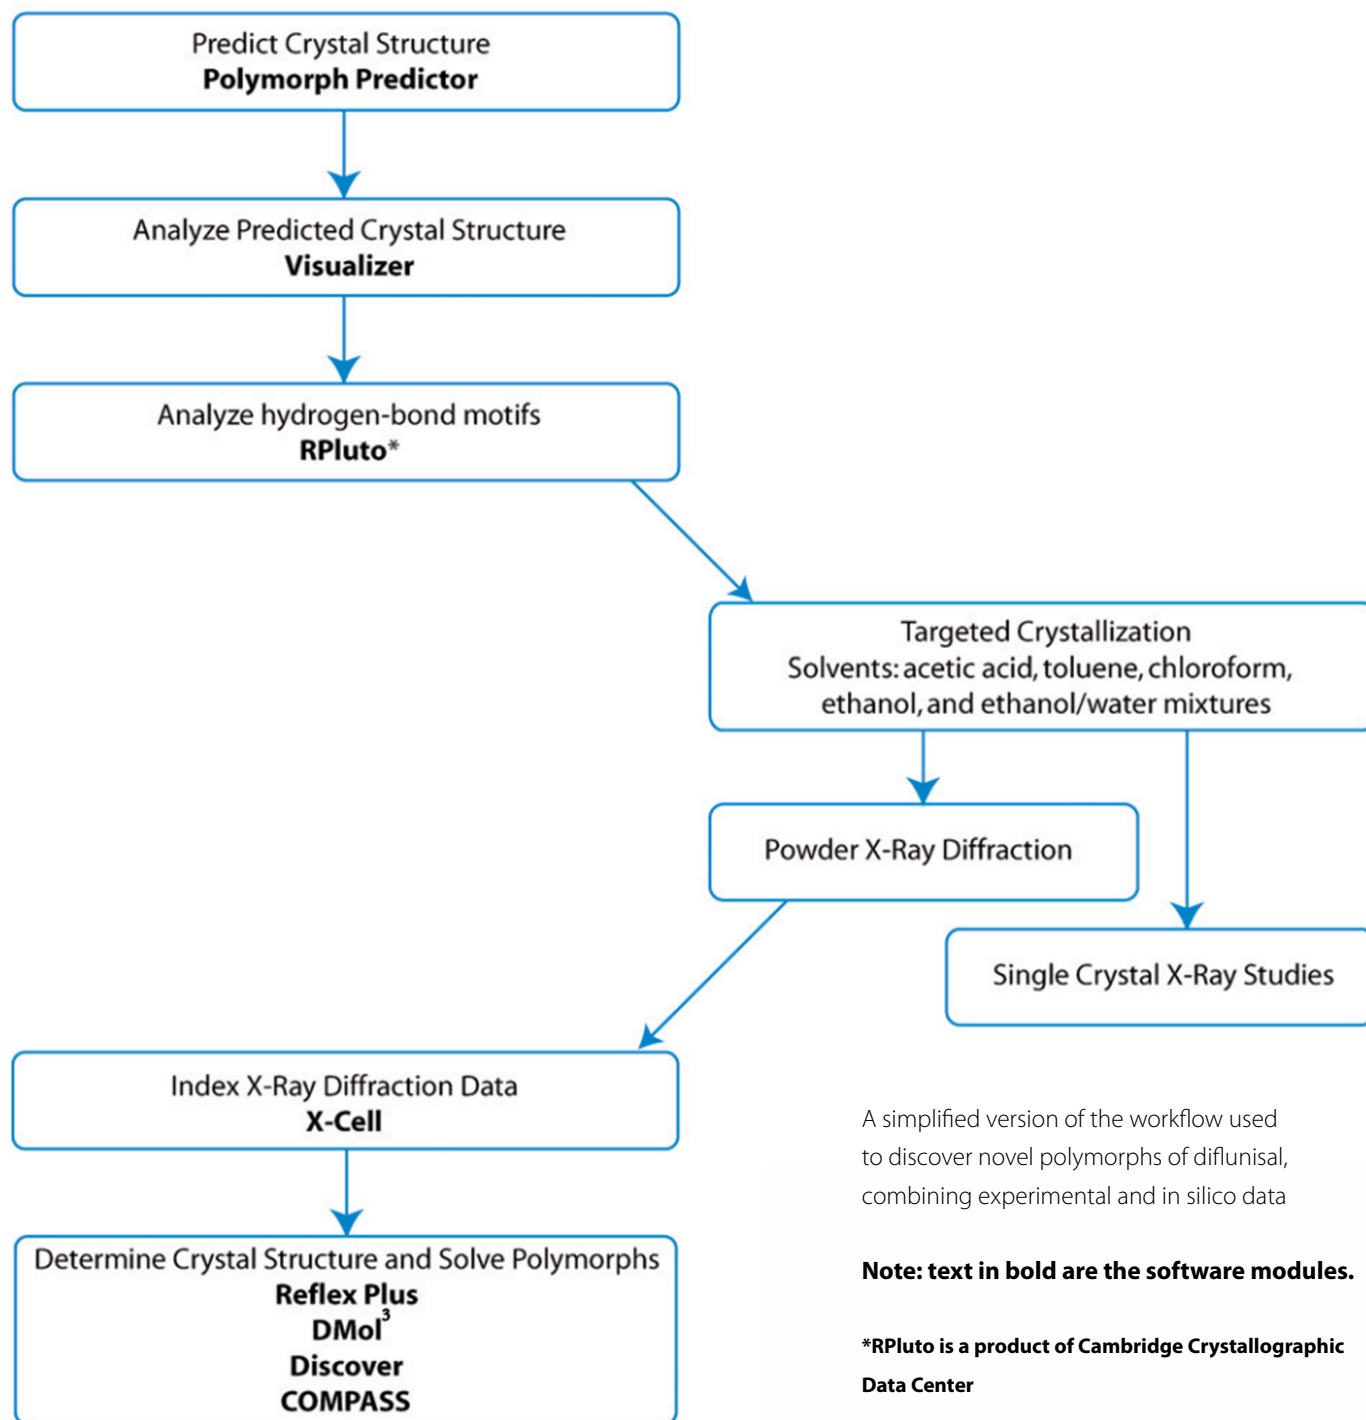 Predict Crystal Structure
Polymorph Predictor
Analyze Predicted Crystal Structure
Visualizer
Analyze hydrogen-bond motifs
RPluto*
Targeted Crystallization
Solvents: acetic acid, toluene, chloroform,
ethanol, and ethanol/water mixtures
Powder X-Ray Diffraction
Single Crystal X-Ray Studies
Index X-Ray Diffraction Data
X-Cell
Determine Crystal Structure and Solve Polymorphs
Reflex Plus
DMol³
Discover
COMPASS
A simplified version of the workflow used
to discover novel polymorphs of diflunisal,
combining experimental and in silico data
Note: text in bold are the software modules.
*RPluto is a product of Cambridge Crystallographic
Data Center